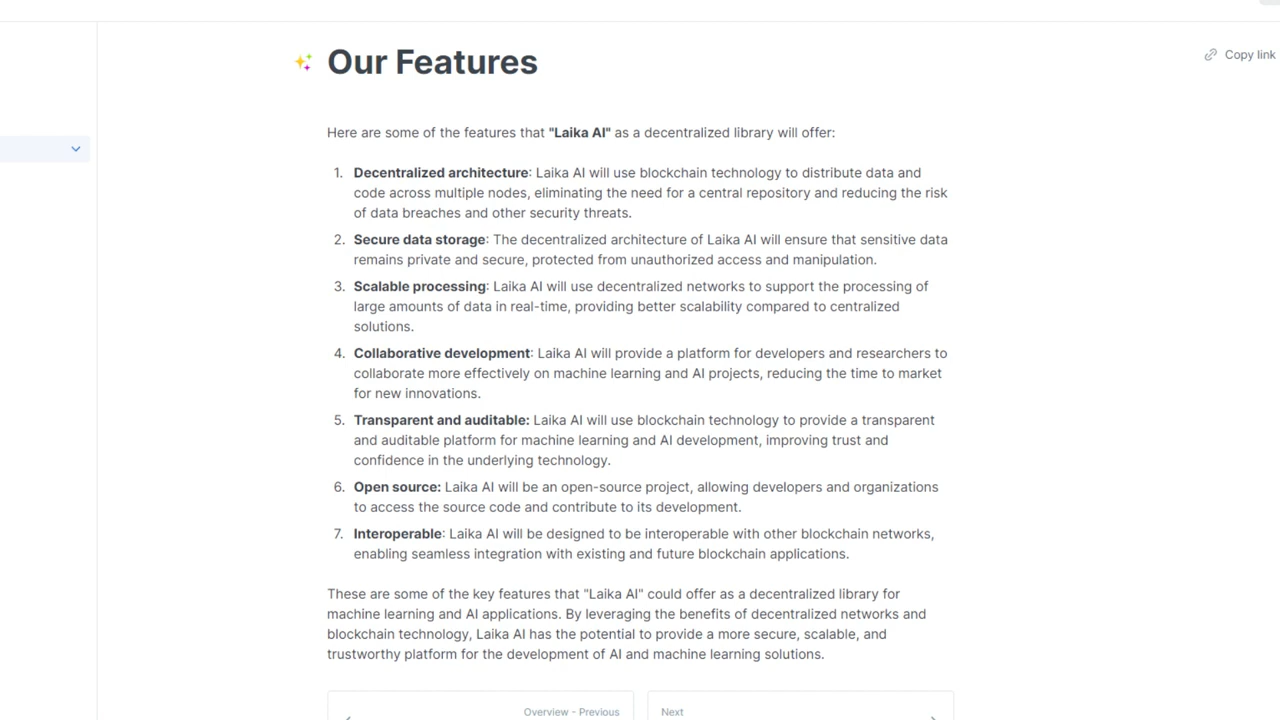 Our Features
Copy link
Here are some of the features that "Laika AI" as a decentralized library will offer:
1. Decentralized architecture: Laika AI will use blockchain technology to distribute data and
code across multiple nodes, eliminating the need for a central repository and reducing the risk
of data breaches and other security threats.
2. Secure data storage: The decentralized architecture of Laika AI will ensure that sensitive data
remains private and secure, protected from unauthorized access and manipulation.
3. Scalable processing: Laika AI will use decentralized networks to support the processing of
large amounts of data in real-time, providing better scalability compared to centralized
solutions.
4. Collaborative development: Laika AI will provide a platform for developers and researchers to
collaborate more effectively on machine learning and AI projects, reducing the time to market
for new innovations.
5. Transparent and auditable: Laika AI will use blockchain technology to provide a transparent
and auditable platform for machine learning and AI development, improving trust and
confidence in the underlying technology.
6. Open source: Laika AI will be an open-source project, allowing developers and organizations
to access the source code and contribute to its development.
7. Interoperable: Laika AI will be designed to be interoperable with other blockchain networks,
enabling seamless integration with existing and future blockchain applications.
These are some of the key features that "Laika AI" could offer as a decentralized library for
machine learning and AI applications. By leveraging the benefits of decentralized networks and
blockchain technology, Laika AI has the potential to provide a more secure, scalable, and
trustworthy platform for the development of AI and machine learning solutions.
Overview - Previous
Next